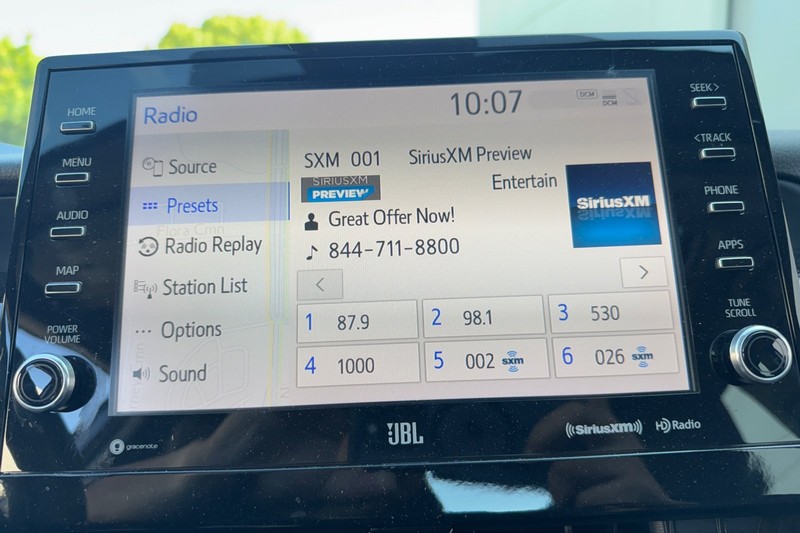 HOME
MENU
AUDIO
MAP
POWER
VOLUME
Radio
10:07
DCM
DCM
Source
Presets
Radio Replay
Station List
Options
Sound
Flora Cmn
SXM 001 SiriusXM Preview
SIRIUSXM
PREVIEW
Entertain
SiriusXM
Great Offer Now!
844-711-8800
<
>
1 87.9
2 98.1
3 530
4 1000
5 002 sxm
6 026 sxm
SEEK>
<TRACK
PHONE
APPS
TUNE
SCROLL
gracenote
JBL
((SiriusXM))
HD Radio